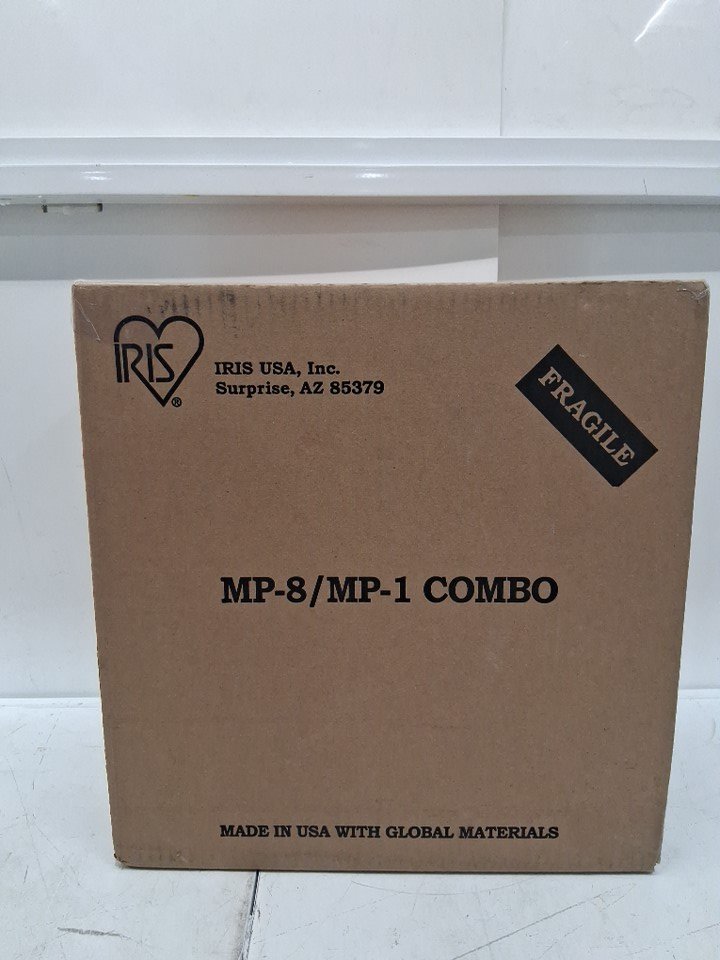 IRIS
®
IRIS USA, Inc.
Surprise, AZ 85379
FRAGILE
MP-8/MP-1 COMBO
MADE IN USA WITH GLOBAL MATERIALS